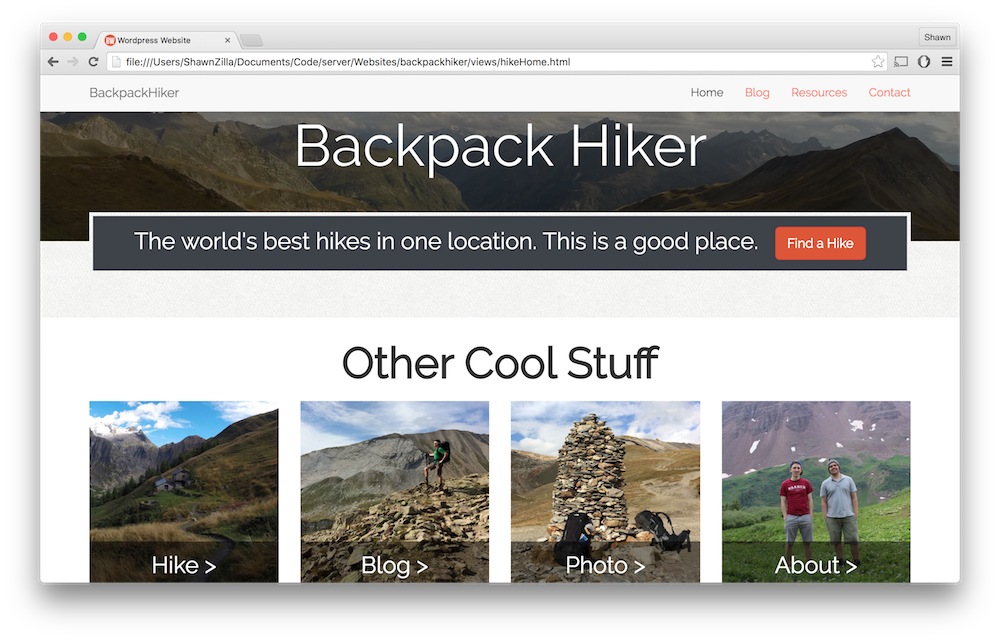 Wordpress Website
Shawn
file:///Users/ShawnZilla/Documents/Code/server/Websites/backpackhiker/views/hikeHome.html
BackpackHiker
Home Blog Resources Contact
Backpack Hiker
The world's best hikes in one location. This is a good place. Find a Hike
Other Cool Stuff
Hike > Blog > Photo > About >